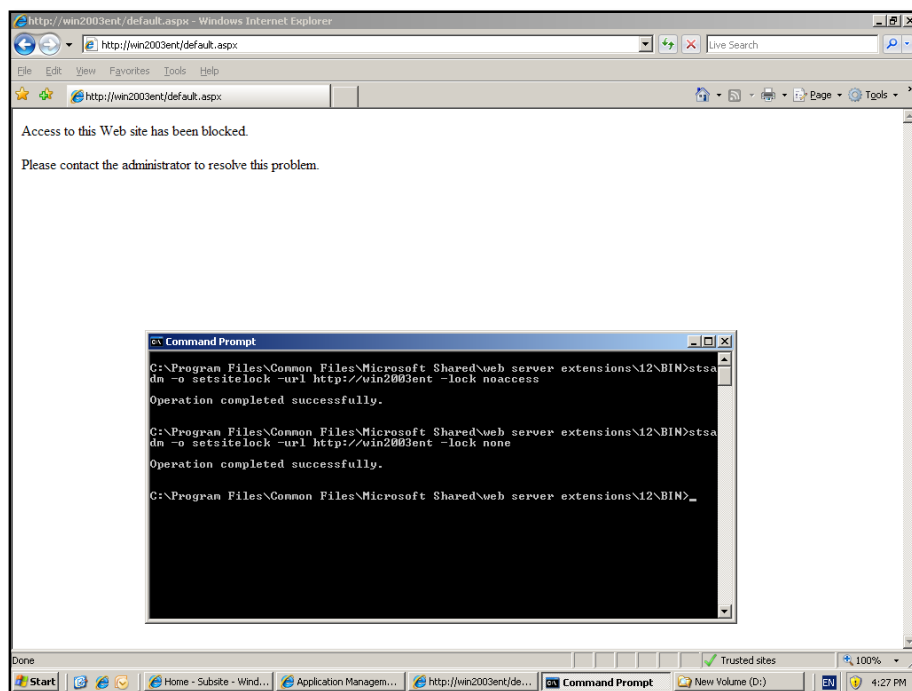 http://win2003ent/default.aspx - Windows Internet Explorer
http://win2003ent/default.aspx
Live Search
File Edit View Favorites Tools Help
http://win2003ent/default.aspx
Page Tools
Access to this Web site has been blocked.
Please contact the administrator to resolve this problem.
Command Prompt
C:\Program Files\Common Files\Microsoft Shared\web server extensions\12\BIN>stsa
dm -o setsitelock -url http://win2003ent -lock noaccess
Operation completed successfully.
C:\Program Files\Common Files\Microsoft Shared\web server extensions\12\BIN>stsa
dm -o setsitelock -url http://win2003ent -lock none
Operation completed successfully.
C:\Program Files\Common Files\Microsoft Shared\web server extensions\12\BIN>_
Done
Trusted sites
100%
Start
Home - Subsite - Wind...
Application Managem...
http://win2003ent/de...
Command Prompt
New Volume (D:)
EN
4:27 PM